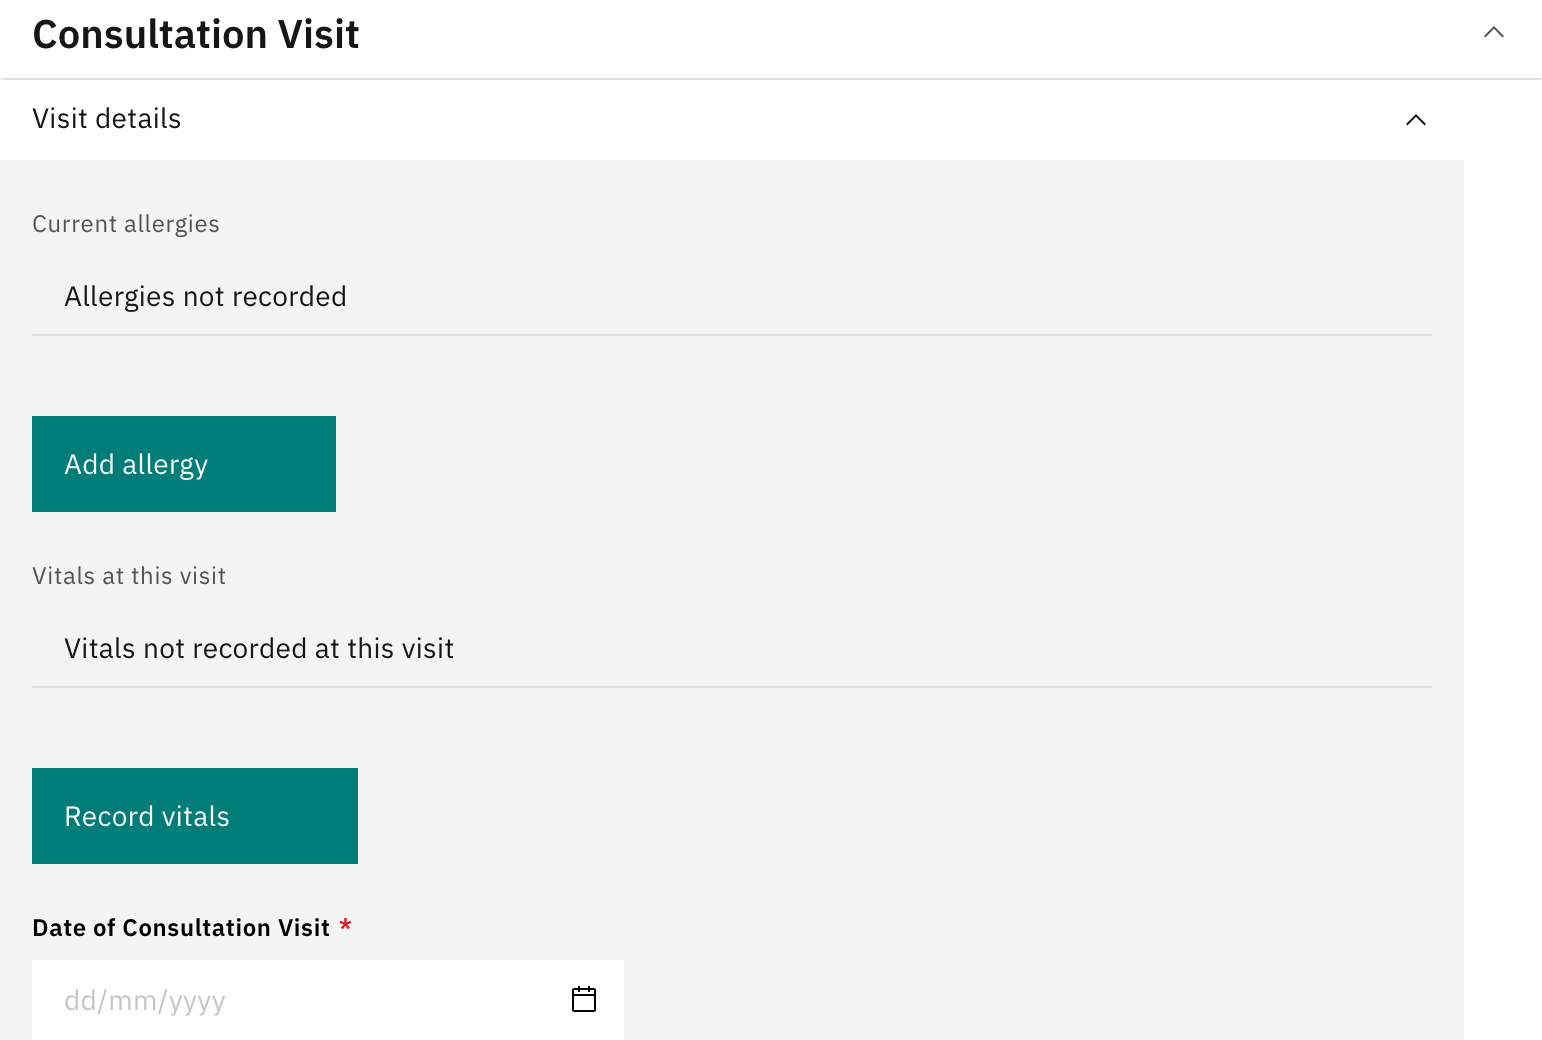 Consultation Visit
Visit details
Current allergies
Allergies not recorded
Add allergy
Vitals at this visit
Vitals not recorded at this visit
Record vitals
Date of Consultation Visit *
dd/mm/yyyy